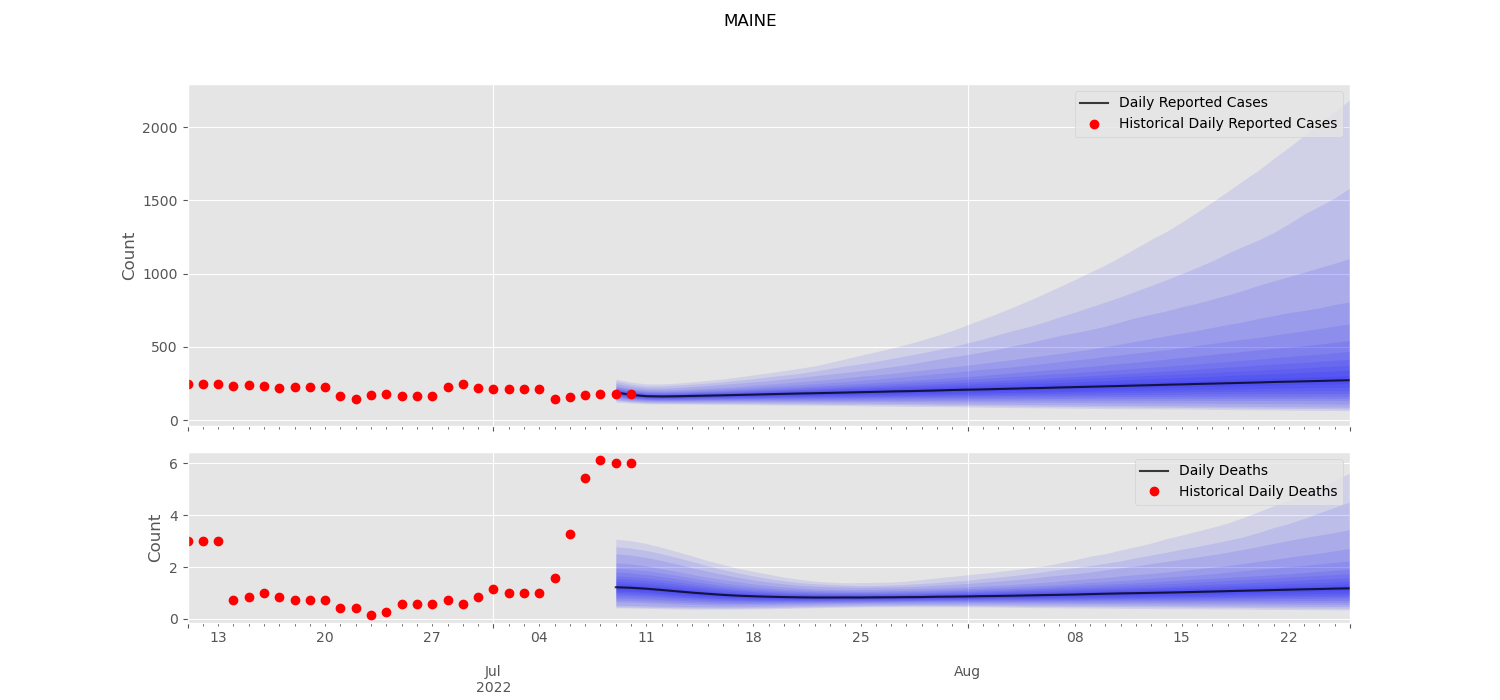 MAINE
2000
1500
1000
500
0
Count
Daily Reported Cases
Historical Daily Reported Cases
6
4
2
0
Count
Daily Deaths
Historical Daily Deaths
13 20 27 04 11 18 25 08 15 22
Jul Aug
2022